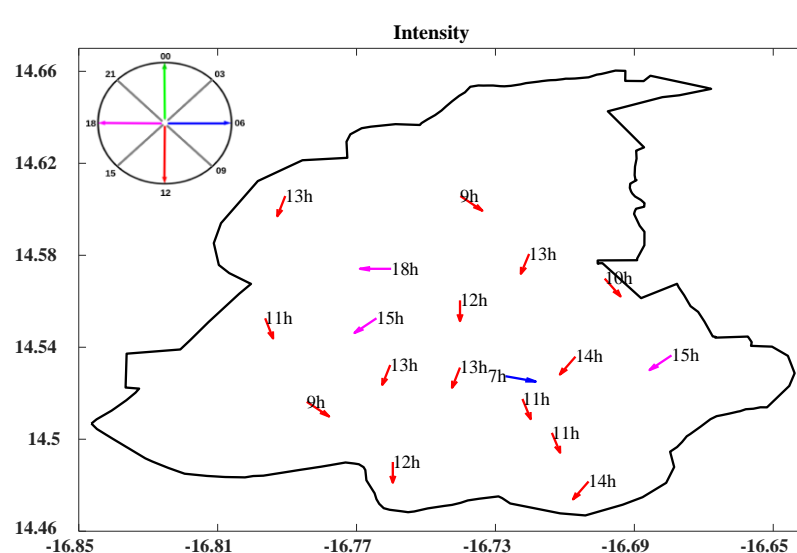 Intensity
14.66
14.62
14.58
14.54
14.5
14.46
00
03
06
09
12
15
18
21
13h
9h
13h
18h
10h
12h
11h
15h
14h
15h
13h
13h
7h
9h
11h
11h
12h
14h
-16.85
-16.81
-16.77
-16.73
-16.69
-16.65